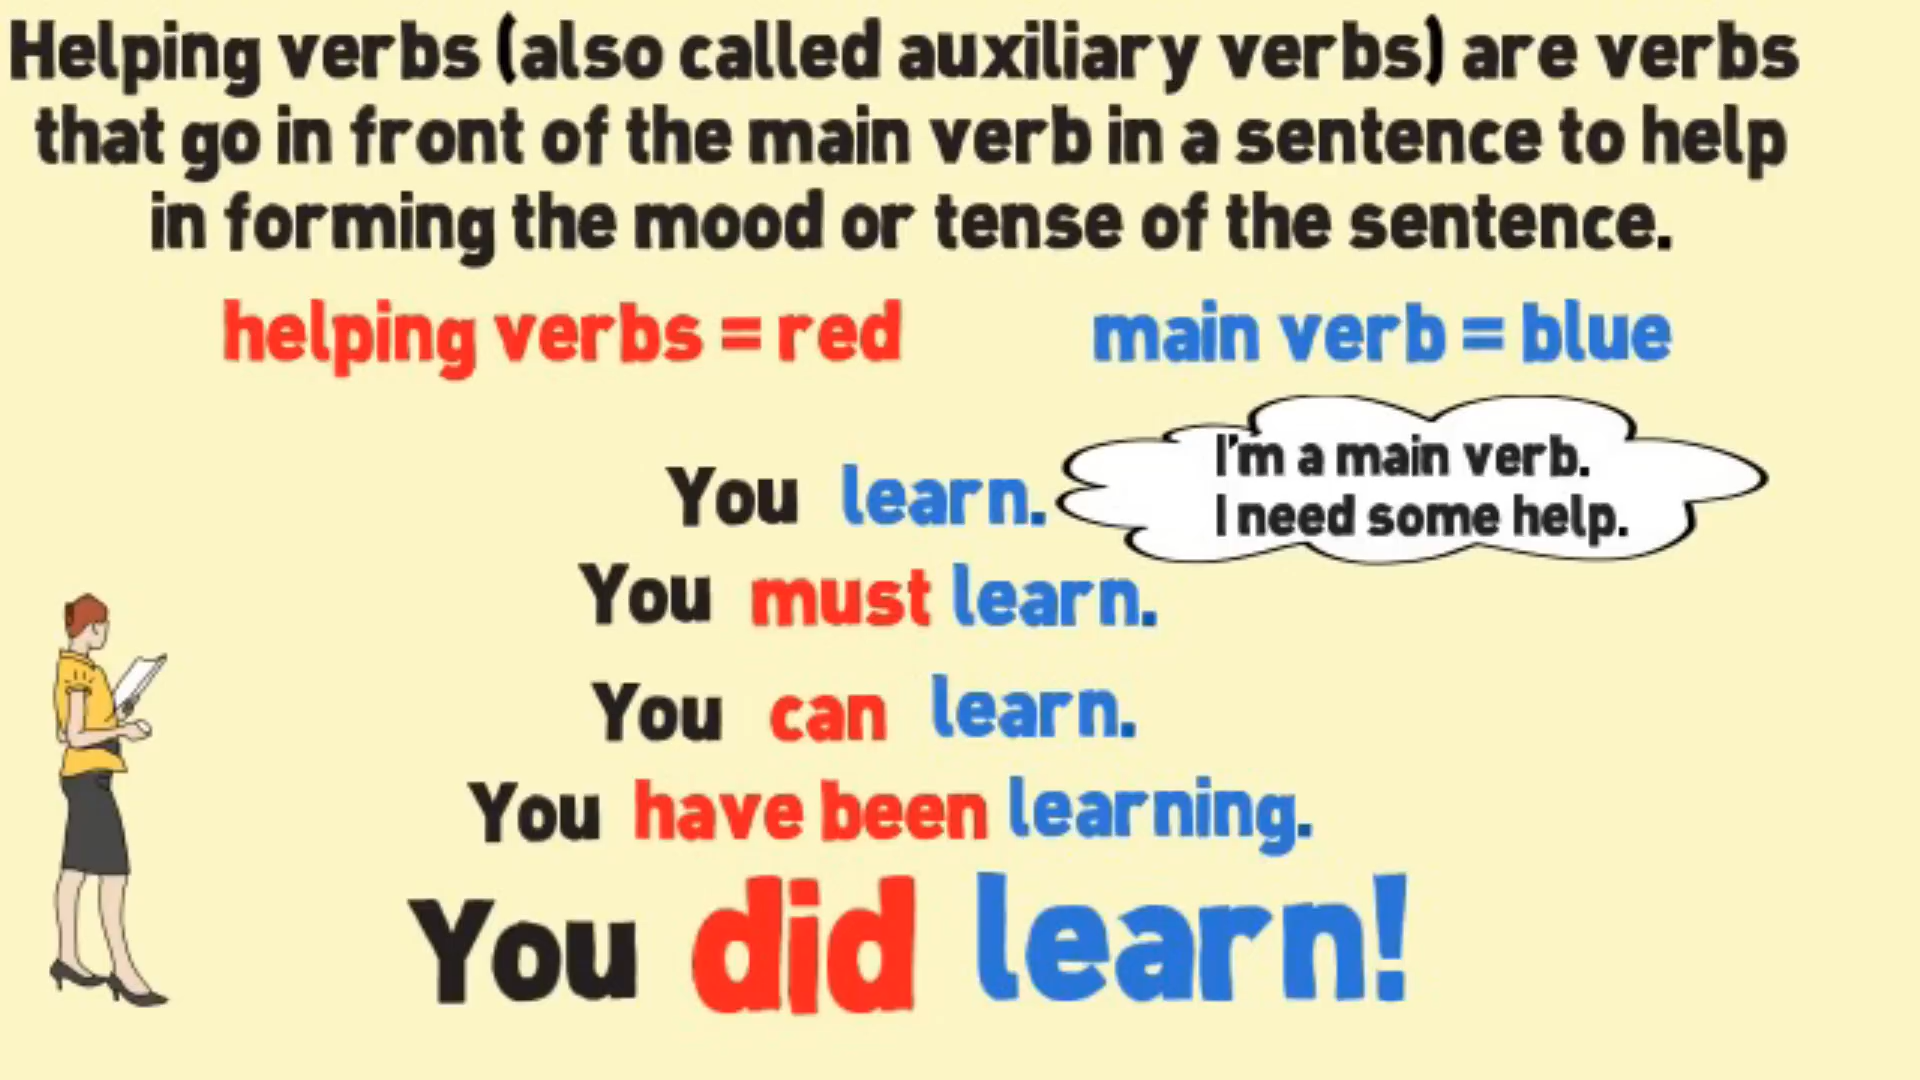 Helping verbs (also called auxiliary verbs) are verbs
that go in front of the main verb in a sentence to help
in forming the mood or tense of the sentence.
helping verbs = red main verb = blue
I'm a main verb.
I need some help.
You learn.
You must learn.
You can learn.
You have been learning.
You did learn!